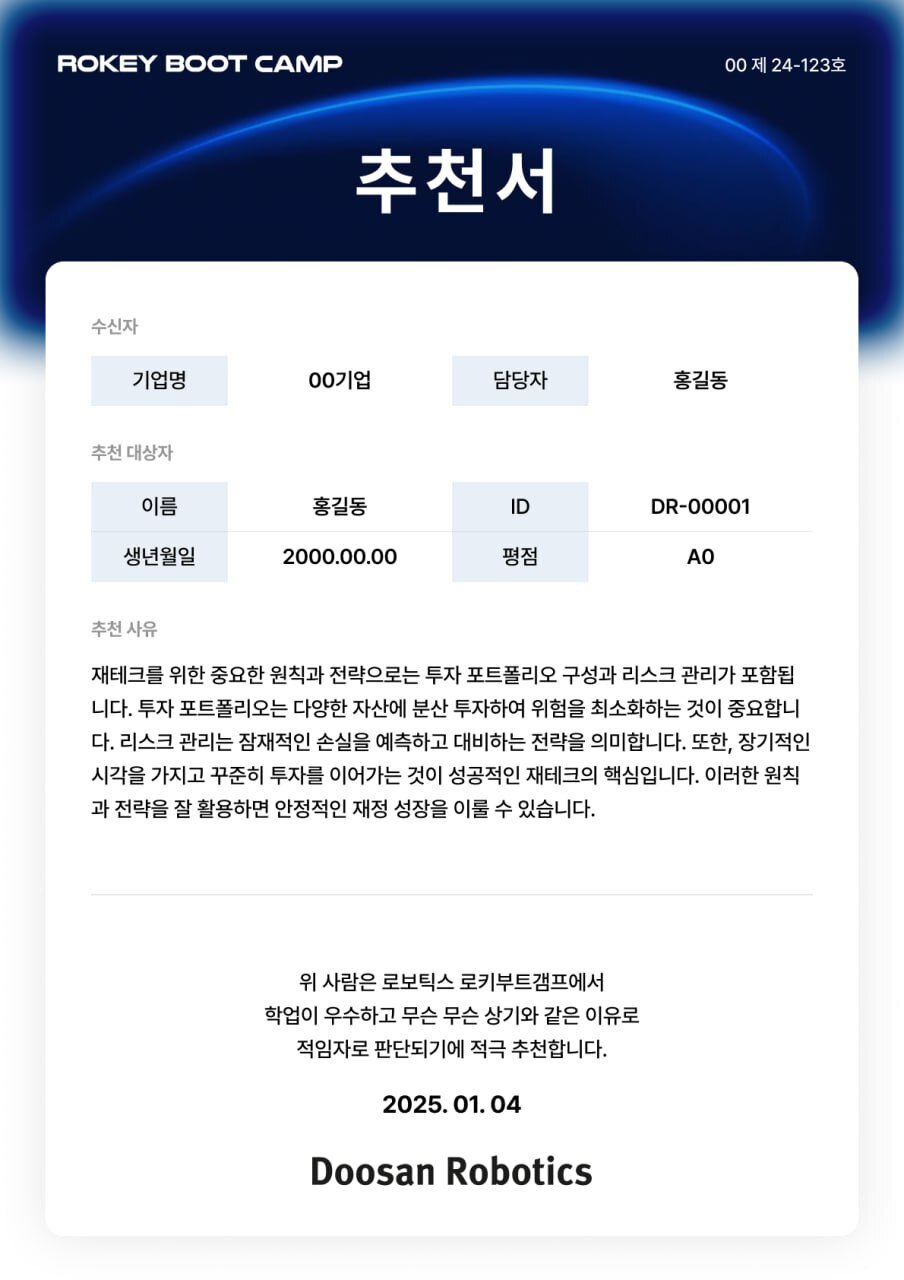 ROKEY BOOT CAMP
00 제 24-123호
추천서
수신자
기업명 00기업 담당자 홍길동
추천 대상자
이름 홍길동 ID DR-00001
생년월일 2000.00.00 평점 A0
추천 사유
재테크를 위한 중요한 원칙과 전략으로는 투자 포트폴리오 구성과 리스크 관리가 포함됩
니다. 투자 포트폴리오는 다양한 자산에 분산 투자하여 위험을 최소화하는 것이 중요합니
다. 리스크 관리는 잠재적인 손실을 예측하고 대비하는 전략을 의미합니다. 또한, 장기적인
시각을 가지고 꾸준히 투자를 이어가는 것이 성공적인 재테크의 핵심입니다. 이러한 원칙
과 전략을 잘 활용하면 안정적인 재정 성장을 이룰 수 있습니다.
위 사람은 로보틱스 로키부트캠프에서
학업이 우수하고 무슨 무슨 상기와 같은 이유로
적임자로 판단되기에 적극 추천합니다.
2025. 01. 04
Doosan Robotics